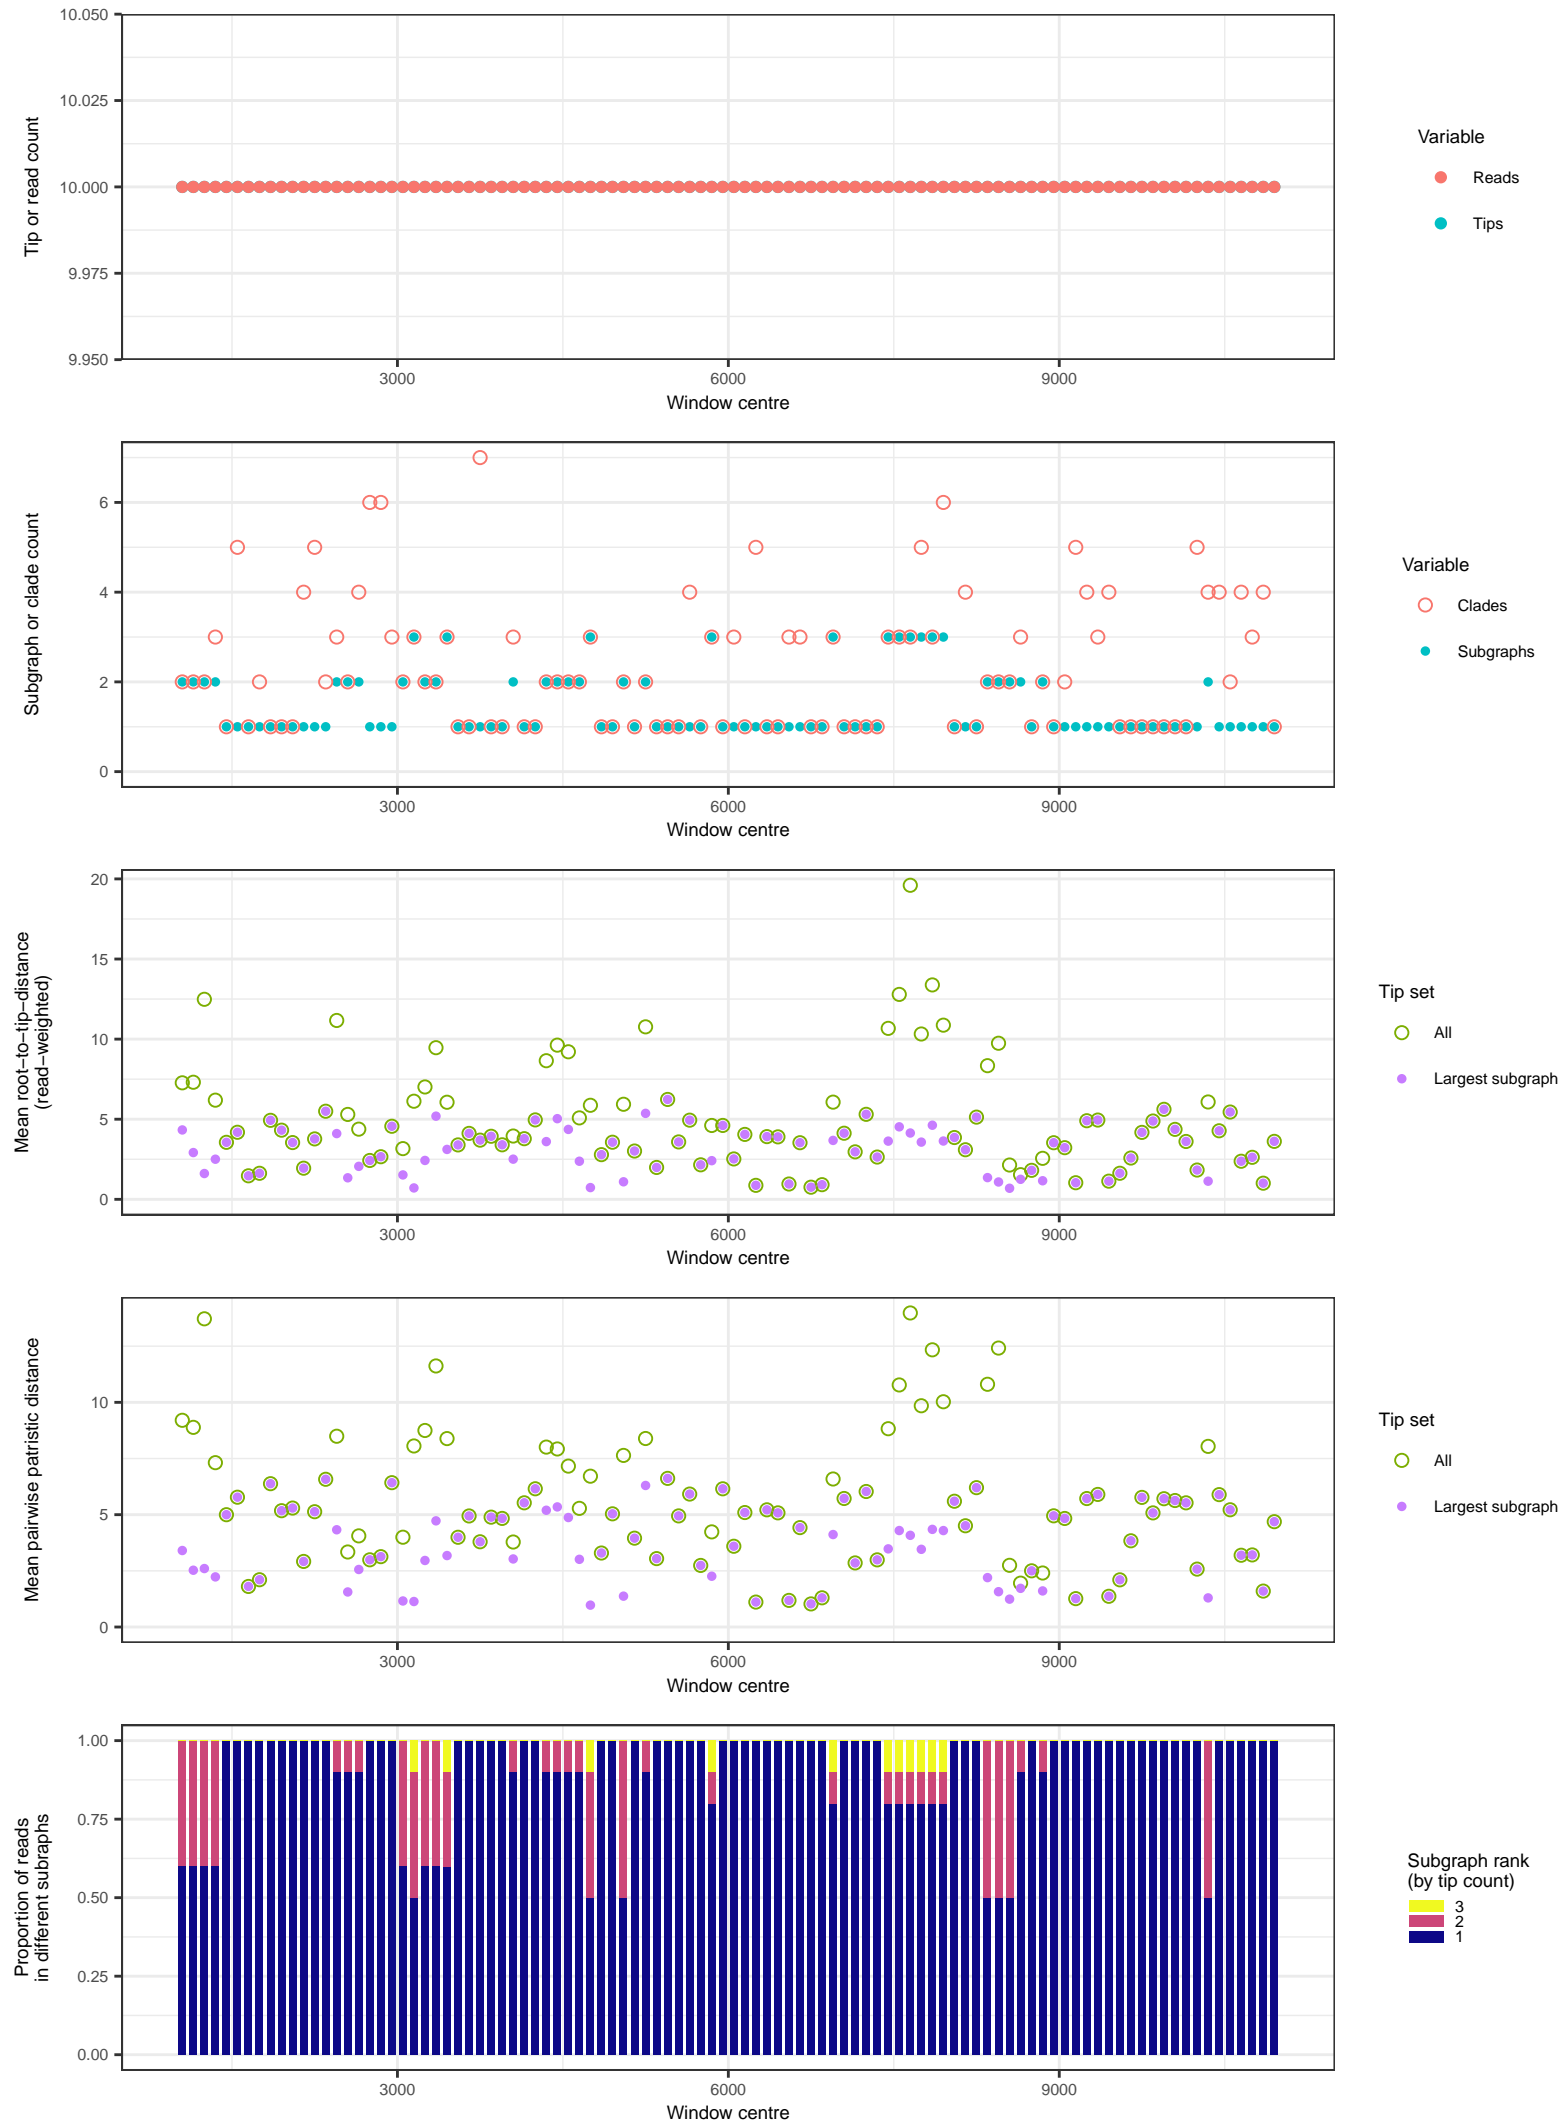 10.050
10.025
10.000
9.975
9.950
Tip or read count
3000 6000 9000
Window centre
Variable
Reads
Tips
6
4
2
0
Subgraph or clade count
3000 6000 9000
Window centre
Variable
Clades
Subgraphs
20
15
10
5
0
Mean root−to−tip−distance
(read−weighted)
3000 6000 9000
Window centre
Tip set
All
Largest subgraph
10
5
0
Mean pairwise patristic distance
3000 6000 9000
Window centre
Tip set
All
Largest subgraph
1.00
0.75
0.50
0.25
0.00
Proportion of reads
in different subraphs
3000 6000 9000
Window centre
Subgraph rank
(by tip count)
3
2
1